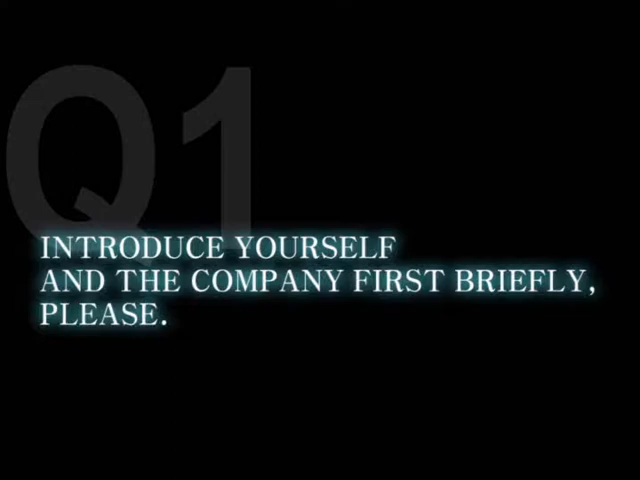 Q1
INTRODUCE YOURSELF
AND THE COMPANY FIRST BRIEFLY,
PLEASE.